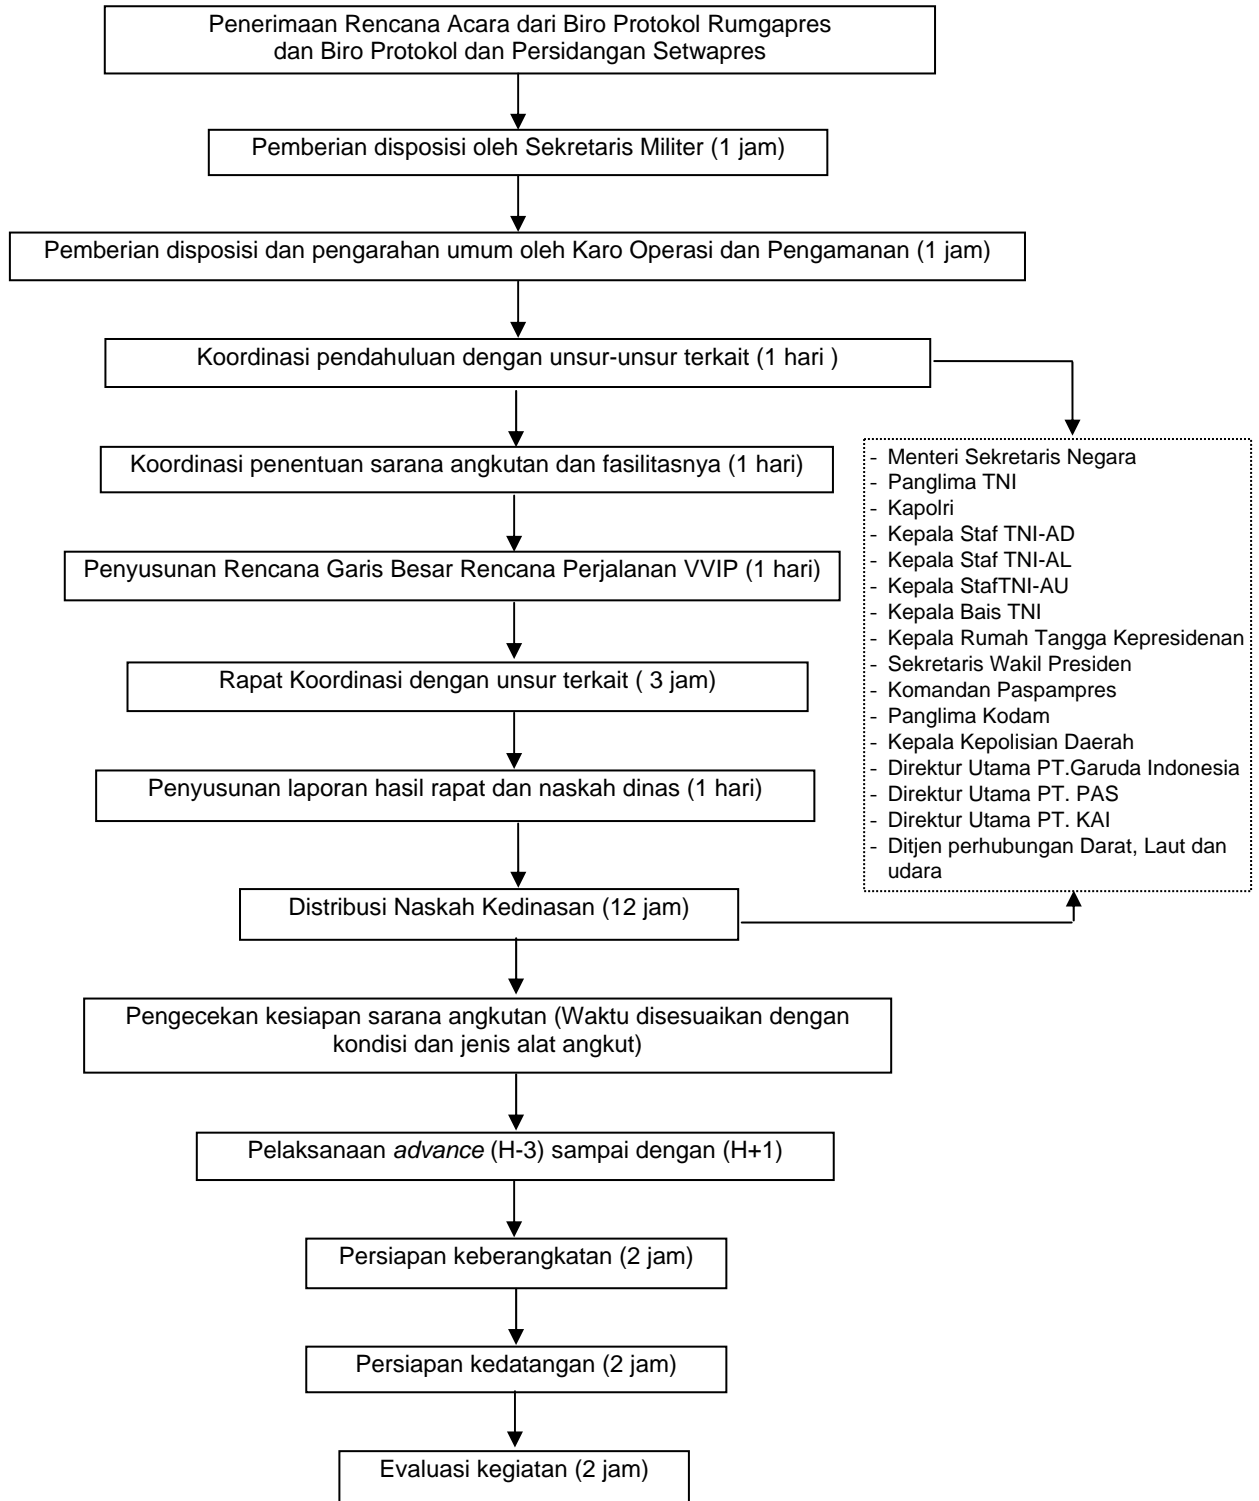 Penerimaan Rencana Acara dari Biro Protokol Rumgapres
dan Biro Protokol dan Persidangan Setwapres
Pemberian disposisi oleh Sekretaris Militer (1 jam)
Pemberian disposisi dan pengarahan umum oleh Karo Operasi dan Pengamanan (1 jam)
Koordinasi pendahuluan dengan unsur-unsur terkait (1 hari )
Koordinasi penentuan sarana angkutan dan fasilitasnya (1 hari)
Penyusunan Rencana Garis Besar Rencana Perjalanan VVIP (1 hari)
Rapat Koordinasi dengan unsur terkait ( 3 jam)
Penyusunan laporan hasil rapat dan naskah dinas (1 hari)
- Menteri Sekretaris Negara
- Panglima TNI
- Kapolri
- Kepala Staf TNI-AD
- Kepala Staf TNI-AL
- Kepala StafTNI-AU
- Kepala Bais TNI
- Kepala Rumah Tangga Kepresidenan
- Sekretaris Wakil Presiden
- Komandan Paspampres
- Panglima Kodam
- Kepala Kepolisian Daerah
- Direktur Utama PT.Garuda Indonesia
- Direktur Utama PT. PAS
- Direktur Utama PT. KAI
- Ditjen perhubungan Darat, Laut dan
udara
Distribusi Naskah Kedinasan (12 jam)
Pengecekan kesiapan sarana angkutan (Waktu disesuaikan dengan
kondisi dan jenis alat angkut)
Pelaksanaan advance (H-3) sampai dengan (H+1)
Persiapan keberangkatan (2 jam)
Persiapan kedatangan (2 jam)
Evaluasi kegiatan (2 jam)